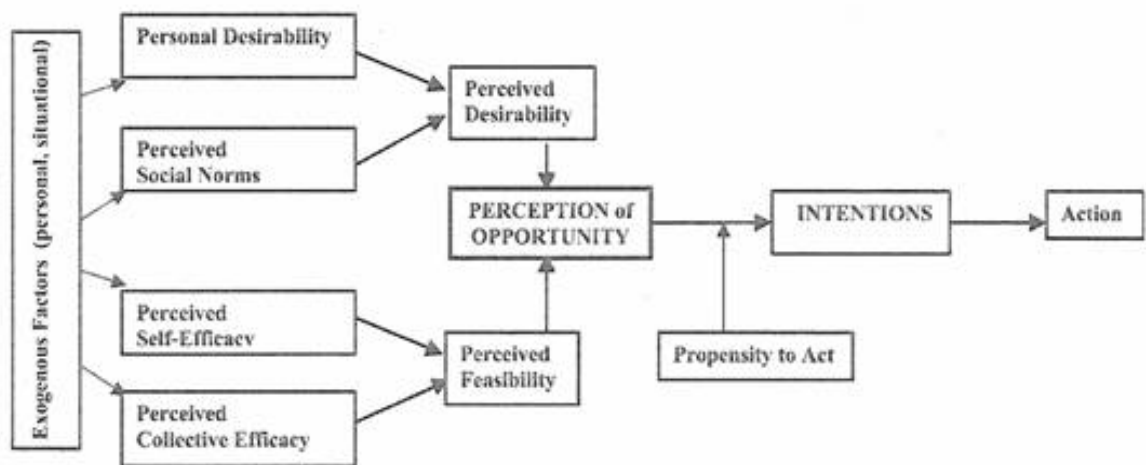 Exogenous Factors (personal, situational)
Personal Desirability
Perceived
Social Norms
Perceived
Self-Efficacy
Perceived
Collective Efficacy
Perceived
Desirability
Perceived
Feasibility
PERCEPTION of
OPPORTUNITY
Propensity to Act
INTENTIONS
Action